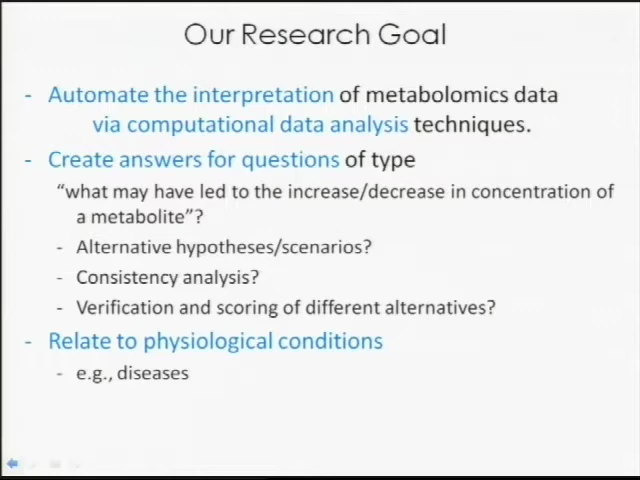 Our Research Goal
- Automate the interpretation of metabolomics data
via computational data analysis techniques.
- Create answers for questions of type
“what may have led to the increase/decrease in concentration of
a metabolite”?
- Alternative hypotheses/scenarios?
- Consistency analysis?
- Verification and scoring of different alternatives?
- Relate to physiological conditions
- e.g., diseases